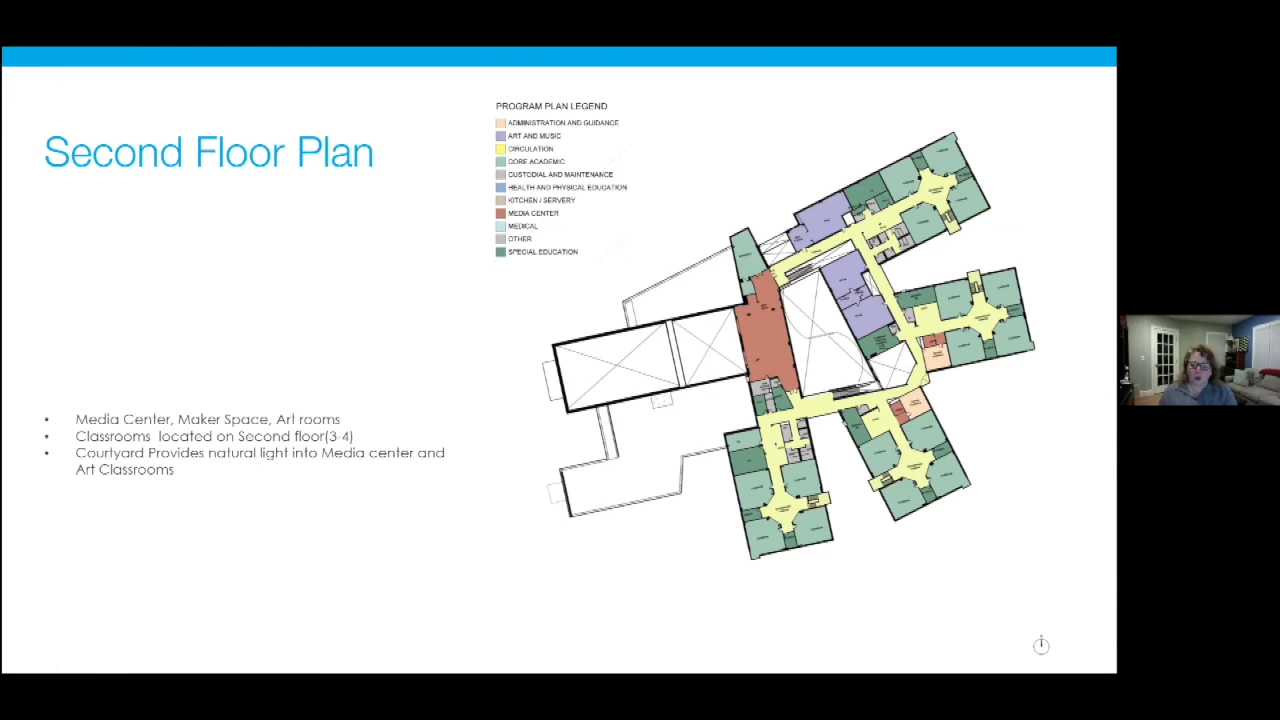 Second Floor Plan
• Media Center, Maker Space, Art rooms
• Classrooms located on Second floor(3-4)
• Courtyard Provides natural light into Media center and
Art Classrooms
PROGRAM PLAN LEGEND
ADMINISTRATION AND GUIDANCE
ART AND MUSIC
CIRCULATION
CORE ACADEMIC
CUSTODIAL AND MAINTENANCE
HEALTH AND PHYSICAL EDUCATION
KITCHEN / SERVERY
MEDIA CENTER
MEDICAL
OTHER
SPECIAL EDUCATION